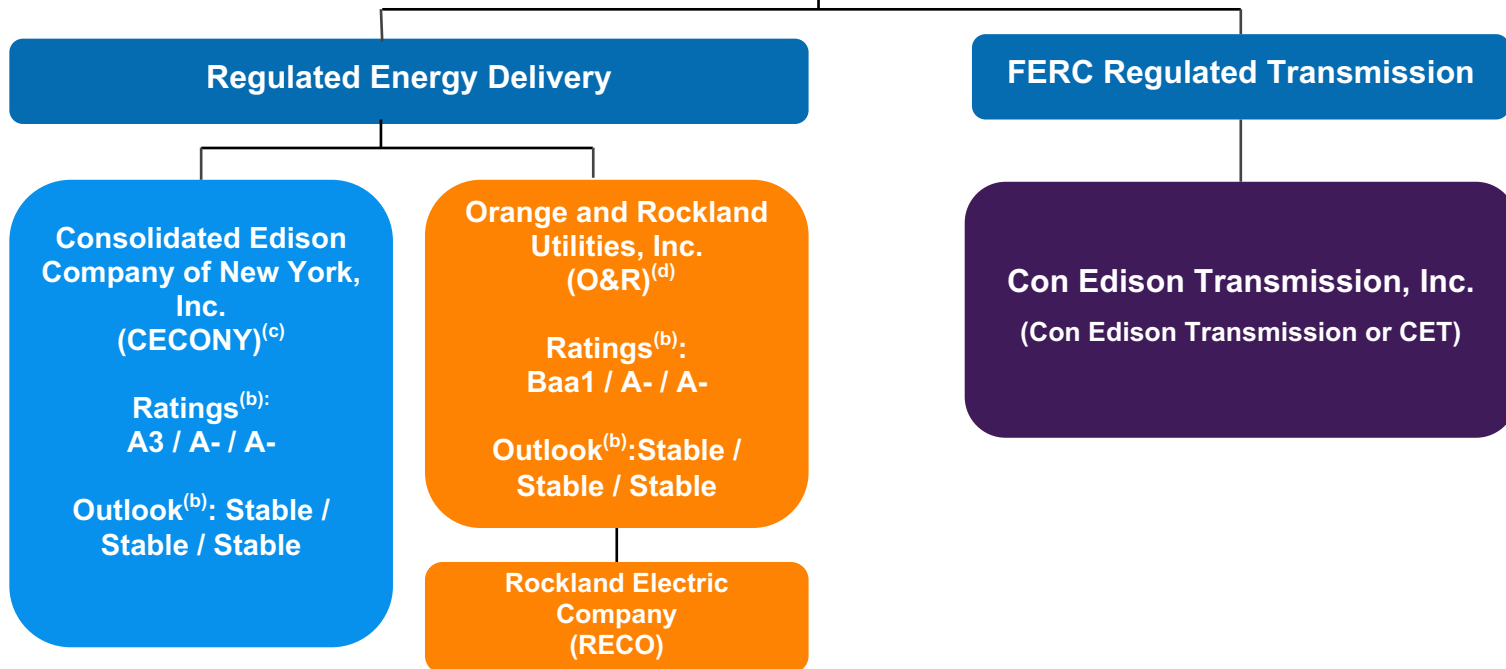 Regulated Energy Delivery
FERC Regulated Transmission
Consolidated Edison
Company of New York,
Inc.
(CECONY)(c)
Ratings(b):
A3 / A- / A-
Outlook(b): Stable /
Stable / Stable
Orange and Rockland
Utilities, Inc.
(O&R)(d)
Ratings(b):
Baa1 / A- / A-
Outlook(b):Stable /
Stable / Stable
Rockland Electric
Company
(RECO)
Con Edison Transmission, Inc.
(Con Edison Transmission or CET)